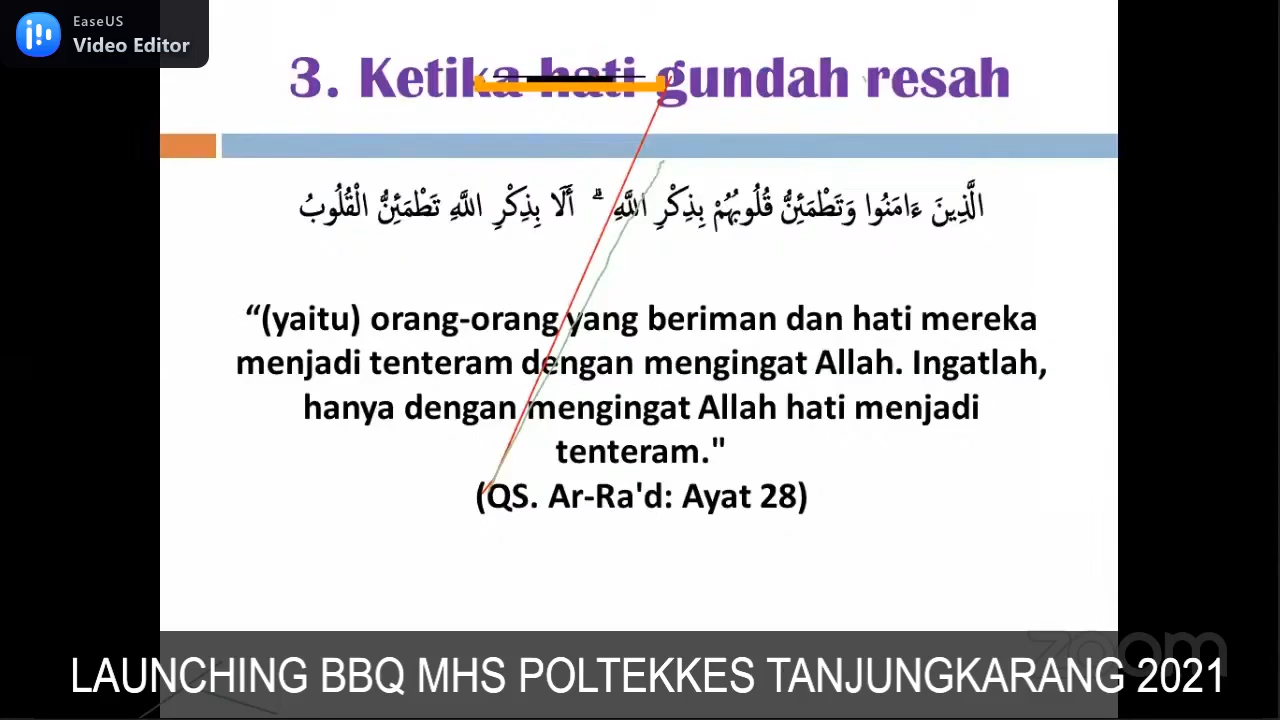 EaseUS
Video Editor
3. Ketika hati gundah resah
الَّذِينَ ءَامَنُوا وَتَطْمَئِنُّ قُلُوبُهُمْ بِذِكْرِ اللَّهِ ۗ أَلَا بِذِكْرِ اللَّهِ تَطْمَئِنُّ الْقُلُوبُ
“(yaitu) orang-orang yang beriman dan hati mereka
menjadi tenteram dengan mengingat Allah. Ingatlah,
hanya dengan mengingat Allah hati menjadi
tenteram."
(QS. Ar-Ra'd: Ayat 28)
zoom
LAUNCHING BBQ MHS POLTEKKES TANJUNGKARANG 2021